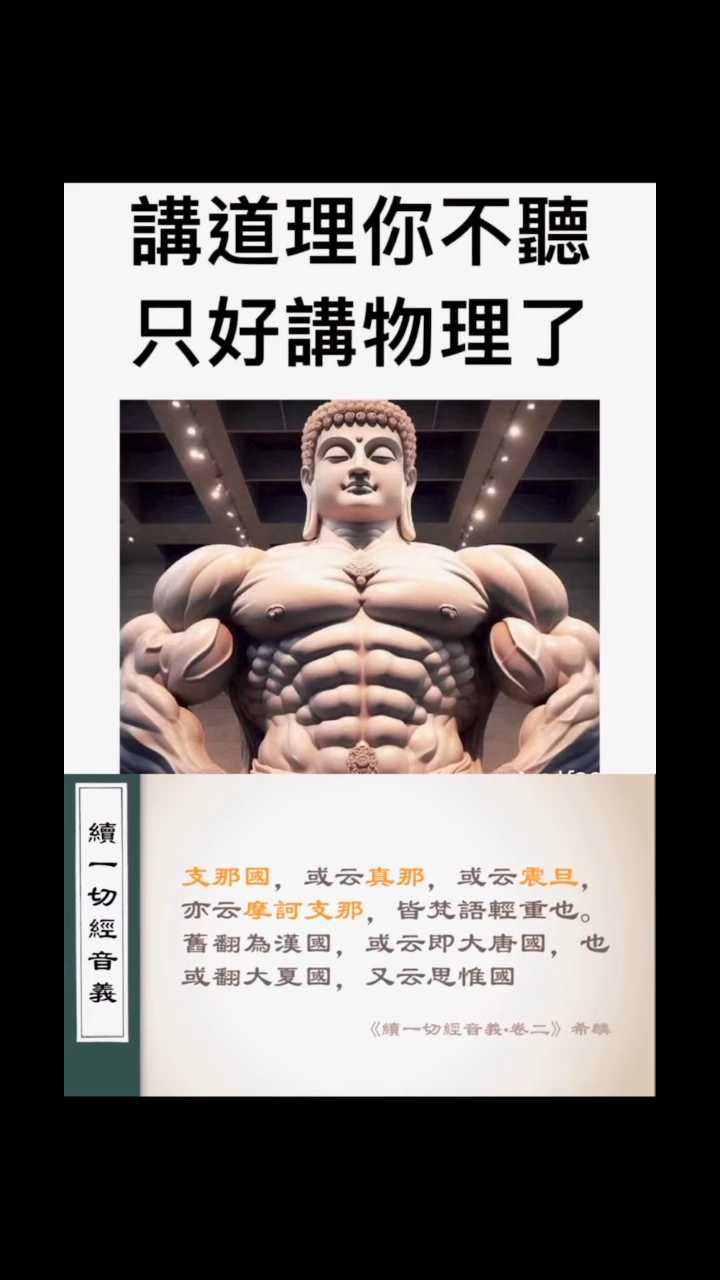 講道理你不聽
只好講物理了
續一切經音義
支那國，或云真那，或云震旦，
亦云摩訶支那，皆梵語輕重也。
舊翻為漢國，或云即大唐國，也
或翻大夏國，又云思惟國
《續一切經音義·卷二》希麟